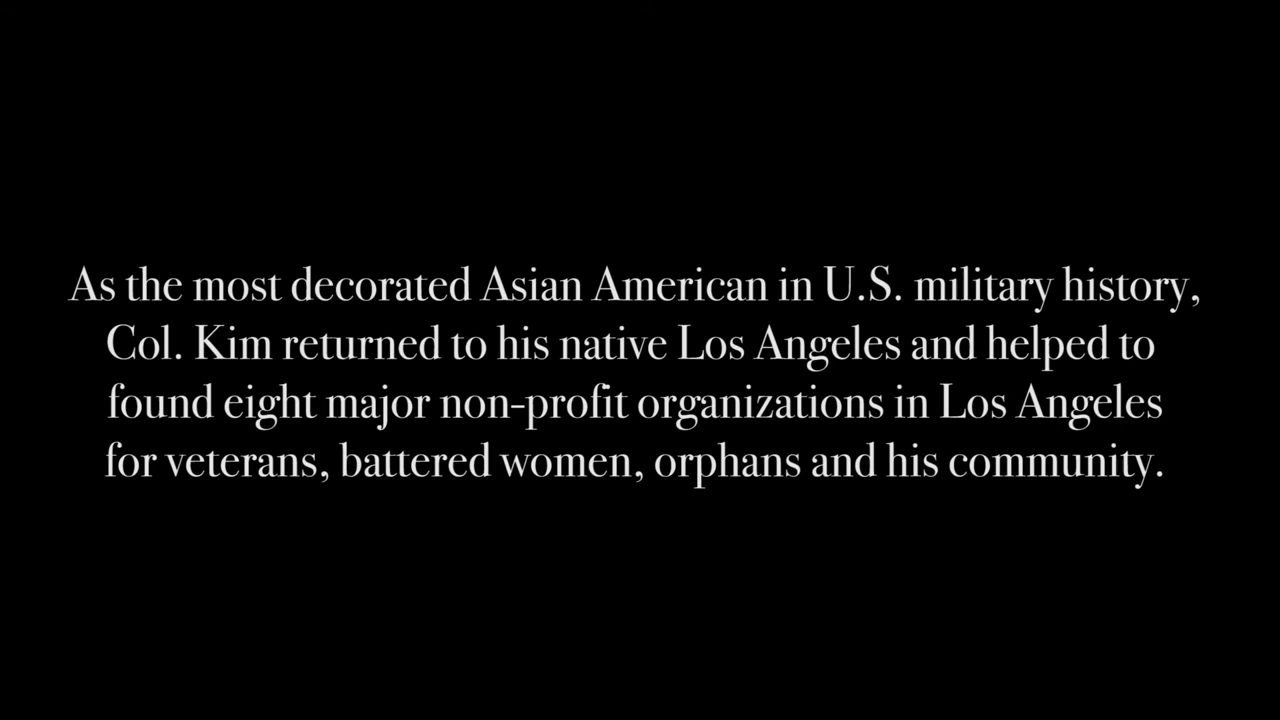 As the most decorated Asian American in U.S. military history,
Col. Kim returned to his native Los Angeles and helped to
found eight major non-profit organizations in Los Angeles
for veterans, battered women, orphans and his community.